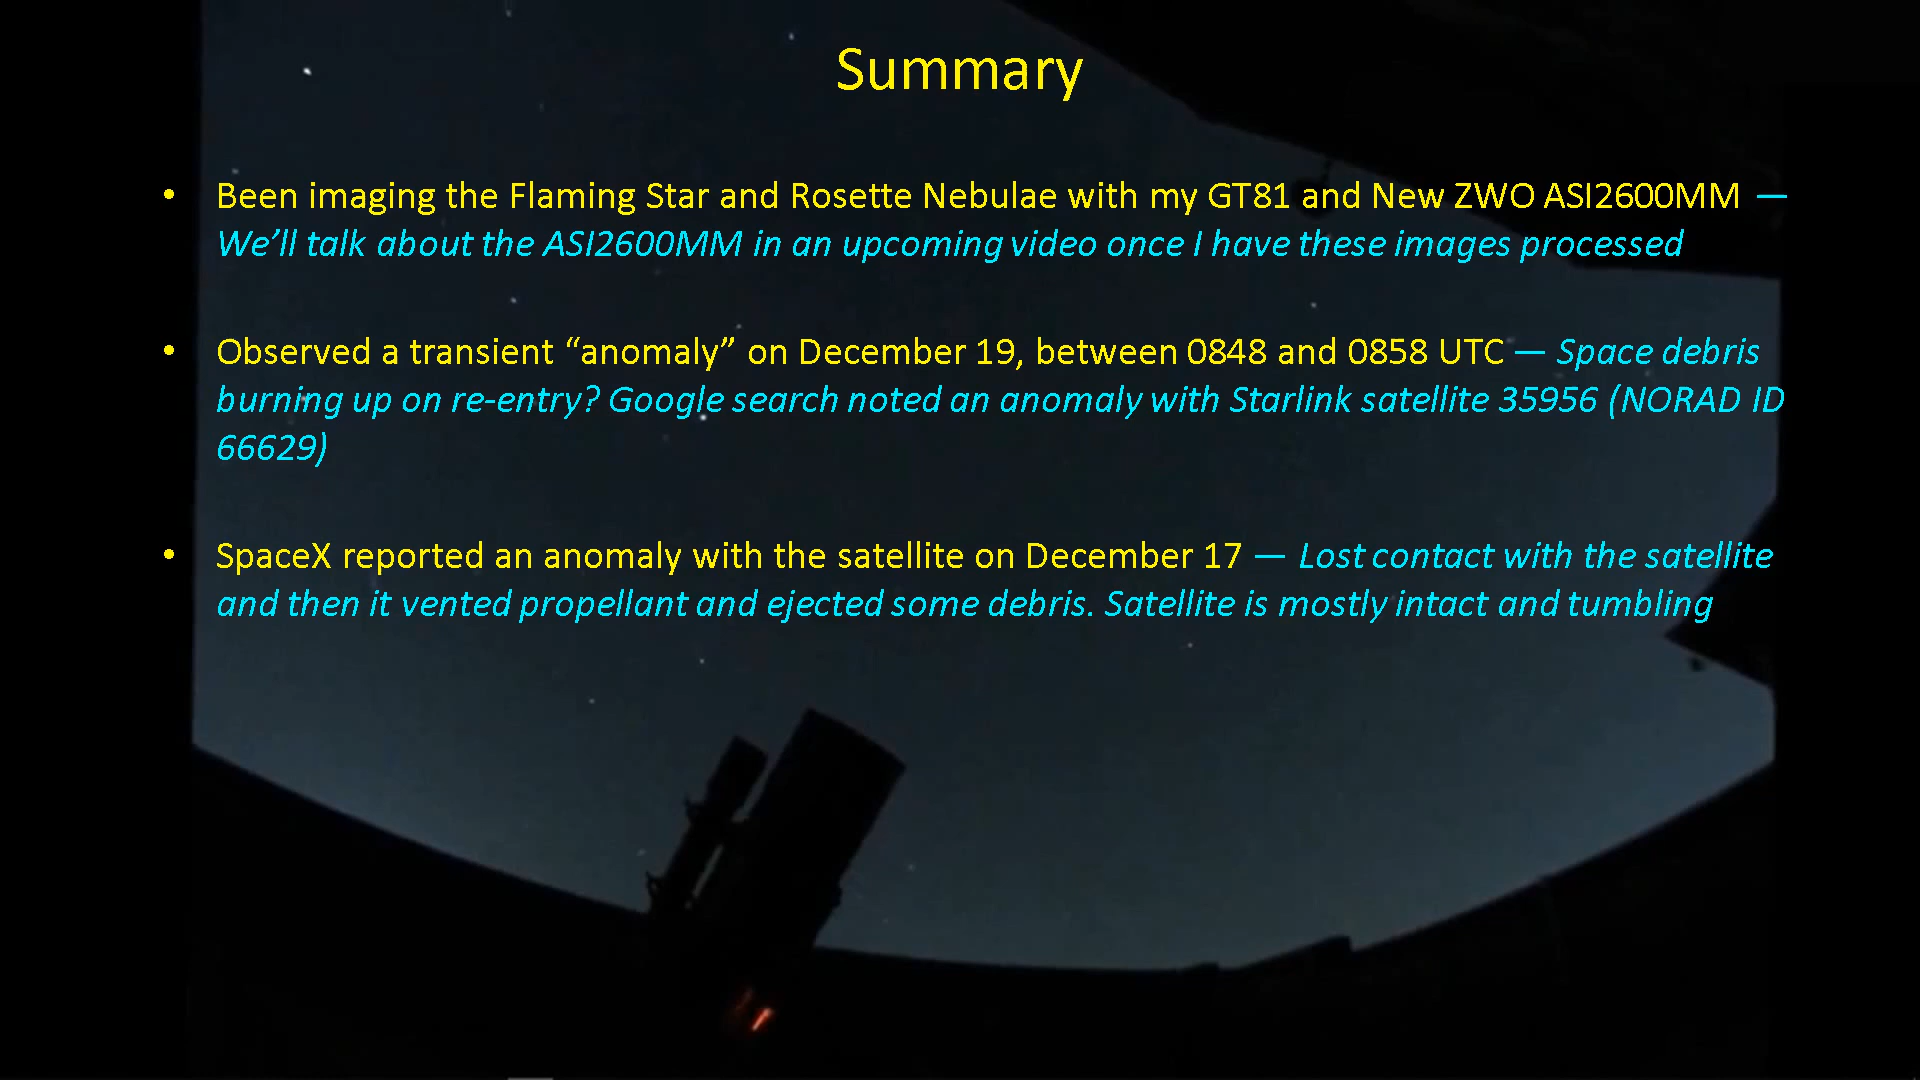 Summary
• Been imaging the Flaming Star and Rosette Nebulae with my GT81 and New ZWO ASI2600MM —
We’ll talk about the ASI2600MM in an upcoming video once I have these images processed
• Observed a transient “anomaly” on December 19, between 0848 and 0858 UTC — Space debris
burning up on re-entry? Google search noted an anomaly with Starlink satellite 35956 (NORAD ID
66629)
• SpaceX reported an anomaly with the satellite on December 17 — Lost contact with the satellite
and then it vented propellant and ejected some debris. Satellite is mostly intact and tumbling